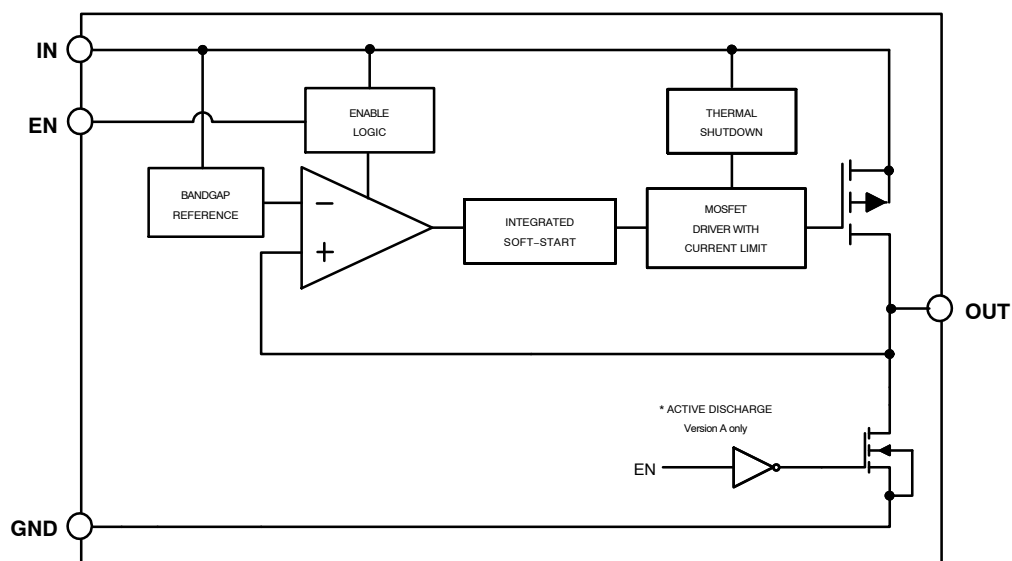 IN
EN
ENABLE
LOGIC
THERMAL
SHUTDOWN
BANDGAP
REFERENCE
−
+
INTEGRATED
SOFT−START
MOSFET
DRIVER WITH
CURRENT LIMIT
OUT
* ACTIVE DISCHARGE
Version A only
EN
GND